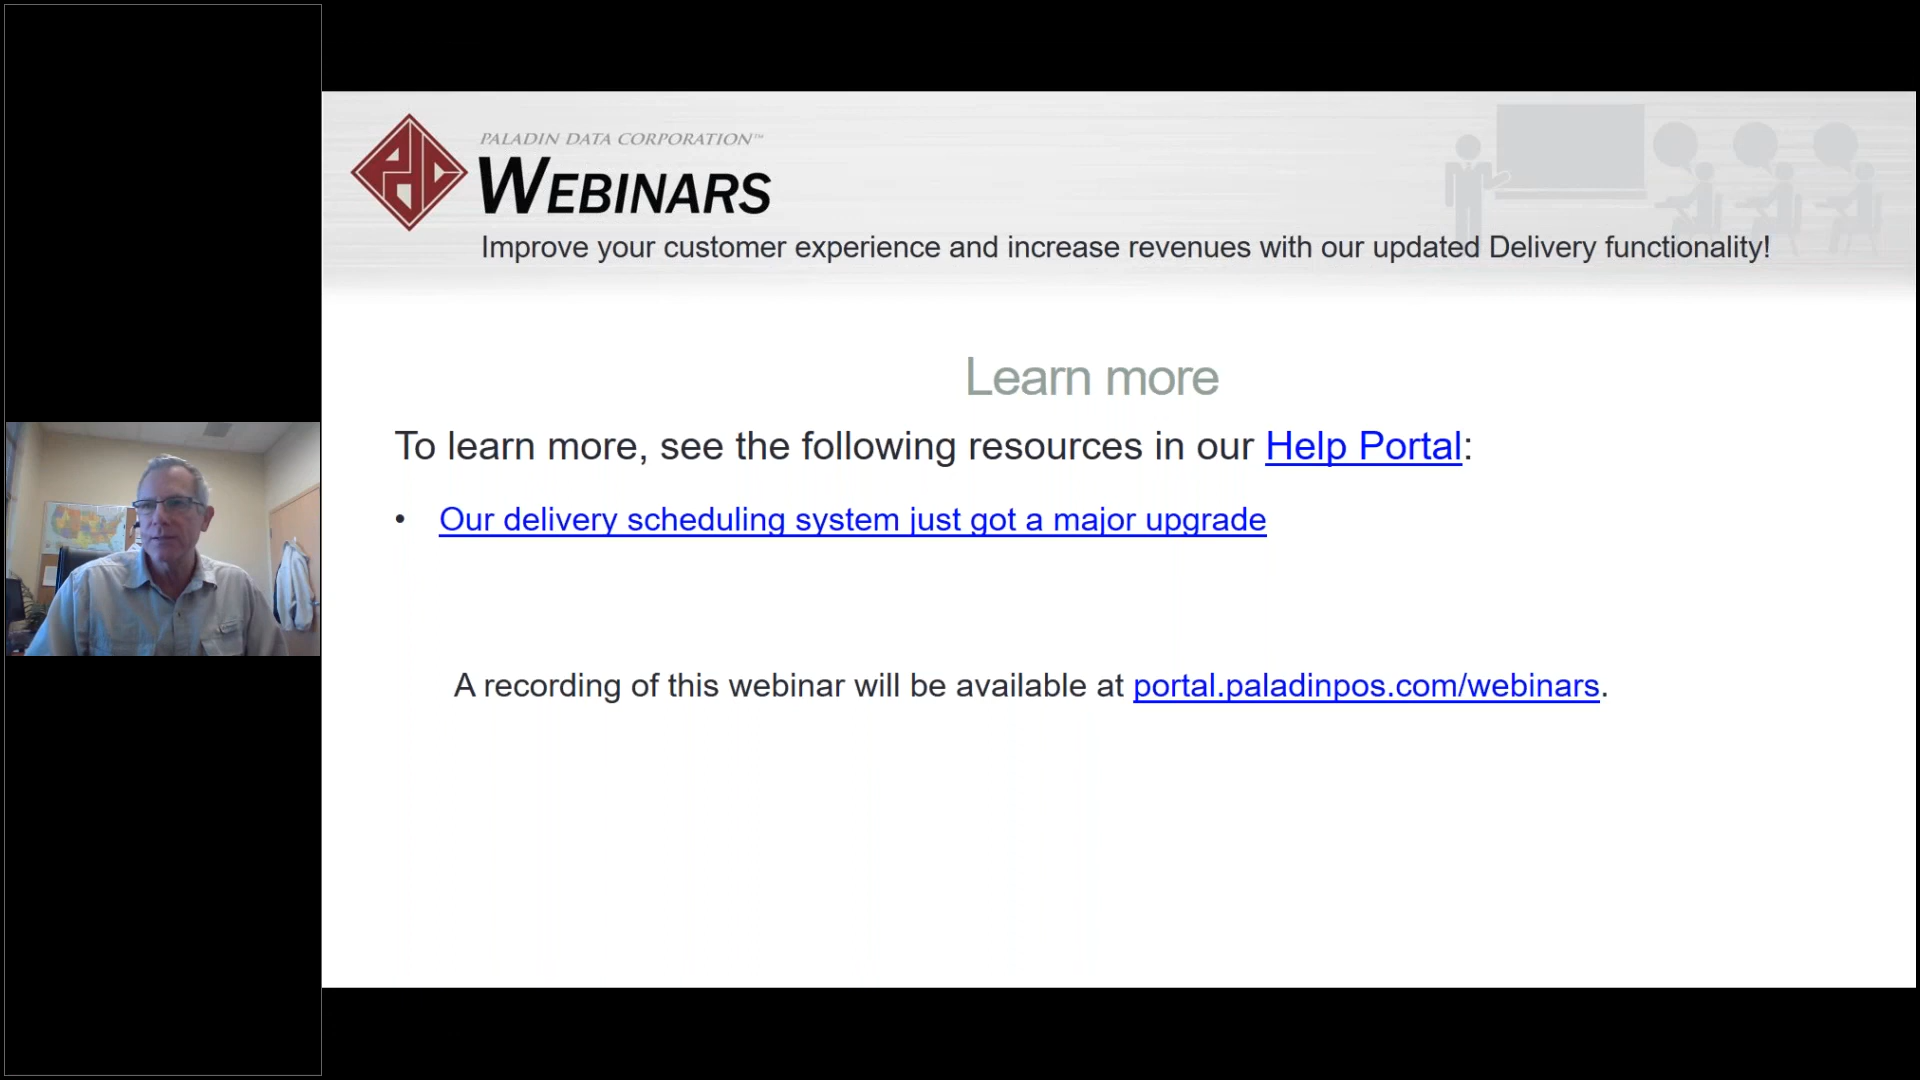 PALADIN DATA CORPORATION™
WEBINARS
Improve your customer experience and increase revenues with our updated Delivery functionality!
Learn more
To learn more, see the following resources in our Help Portal:
• Our delivery scheduling system just got a major upgrade
A recording of this webinar will be available at portal.paladinpos.com/webinars.